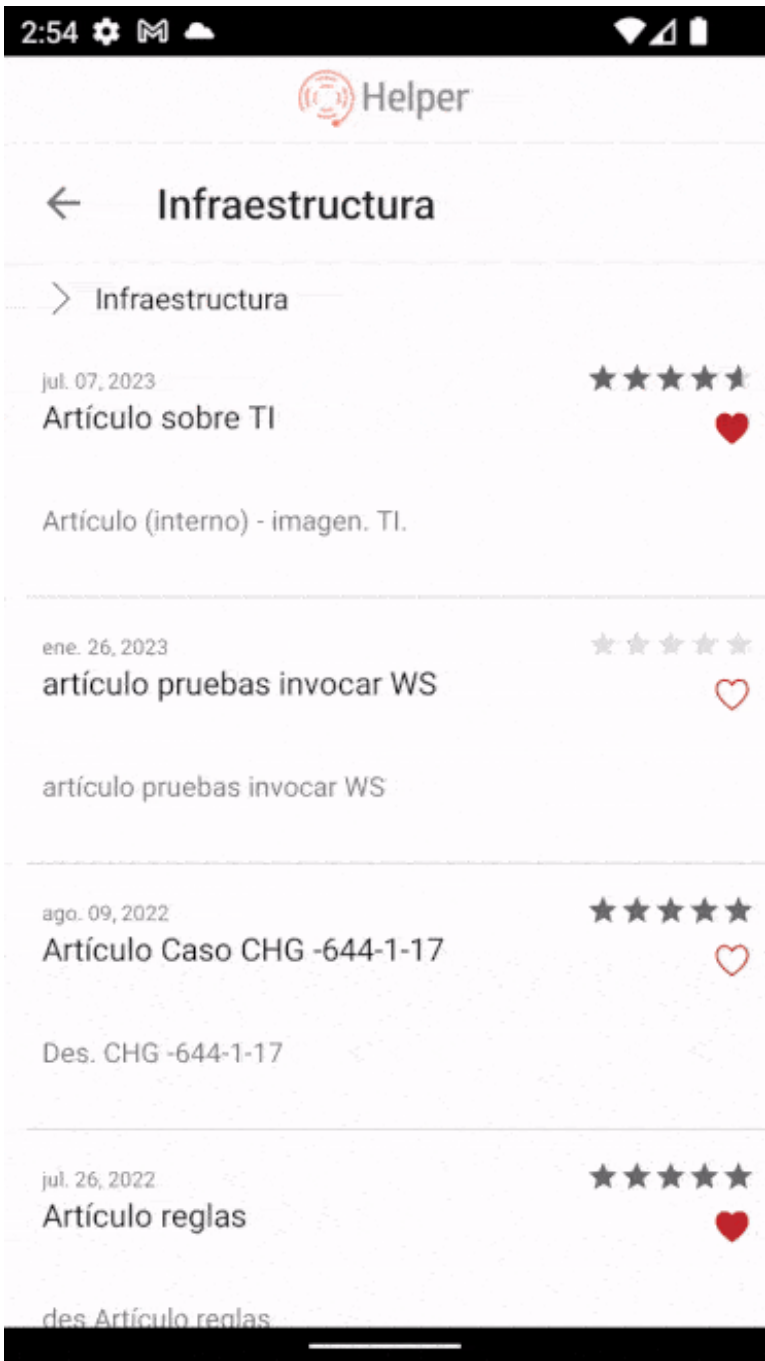 2:54
Helper
Infraestructura
Infraestructura
jul. 07, 2023
Artículo sobre TI
Artículo (interno) - imagen. TI.
ene. 26, 2023
artículo pruebas invocar WS
artículo pruebas invocar WS
ago. 09, 2022
Artículo Caso CHG -644-1-17
Des. CHG -644-1-17
jul. 26, 2022
Artículo reglas
des Artículo reglas